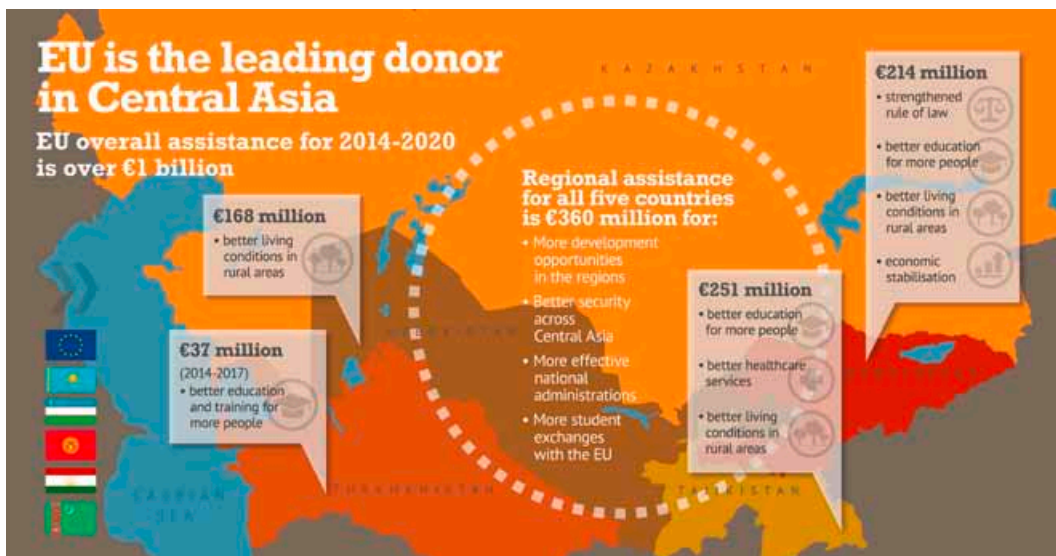 EU is the leading donor
in Central Asia
EU overall assistance for 2014-2020
is over €1 billion
KAZAKHSTAN
€214 million
• strengthened
rule of law
• better education
for more people
• better living
conditions in
rural areas
• economic
stabilisation
Regional assistance
for all five countries
is €360 million for:
• More development
opportunities
in the regions
• Better security
across
Central Asia
• More effective
national
administrations
• More student
exchanges
with the EU
€168 million
• better living
conditions in
rural areas
€251 million
• better education
for more people
• better healthcare
services
• better living
conditions in
rural areas
€37 million
(2014-2017)
• better education
and training for
more people
UZBEKISTAN
TURKMENISTAN
TAJIKISTAN
CASPIAN
SEA